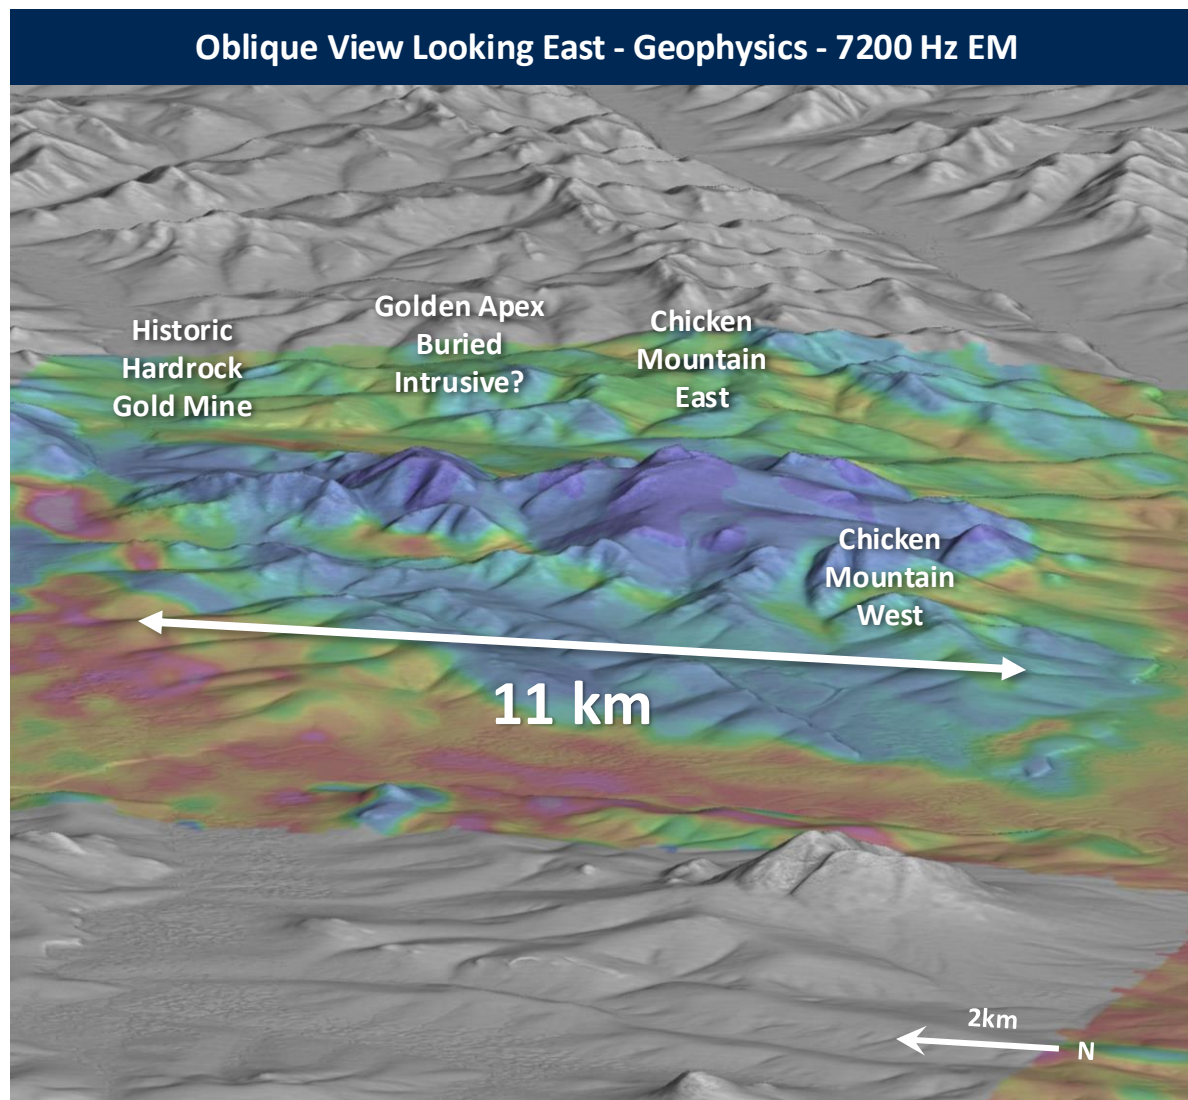 Oblique View Looking East - Geophysics - 7200 Hz EM
Historic
Hardrock
Gold Mine
Golden Apex
Buried
Intrusive?
Chicken
Mountain
East
Chicken
Mountain
West
11 km
2km
N